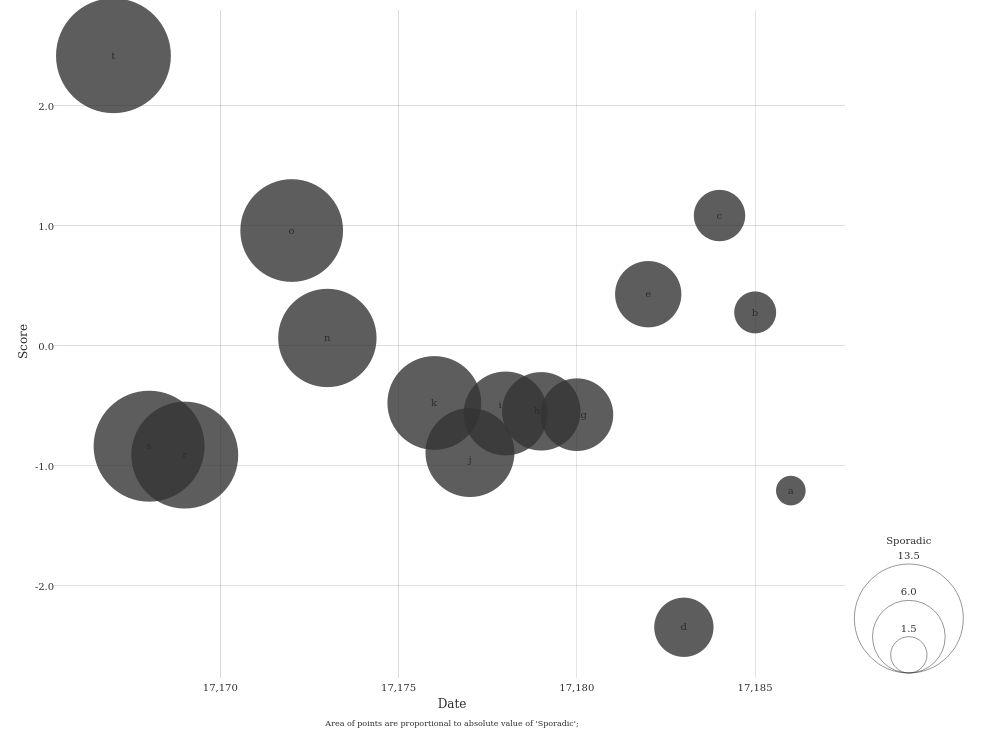 t
2.0
1.0
c
o
e
b
0.0
n
Score
k
i
h
g
s
r
j
-1.0
a
Sporadic
13.5
-2.0
6.0
1.5
d
17,170
17,175
17,180
17,185
Date
Area of points are proportional to absolute value of 'Sporadic';